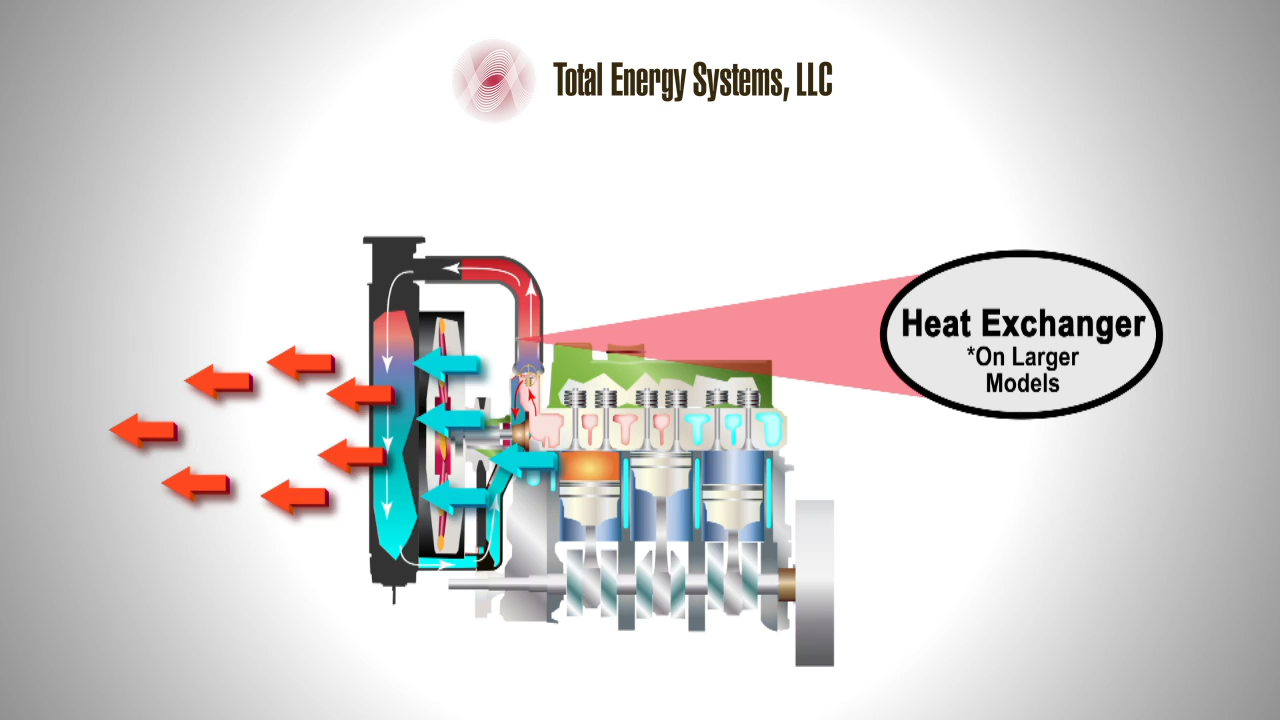 Total Energy Systems, LLC
Heat Exchanger
*On Larger
Models